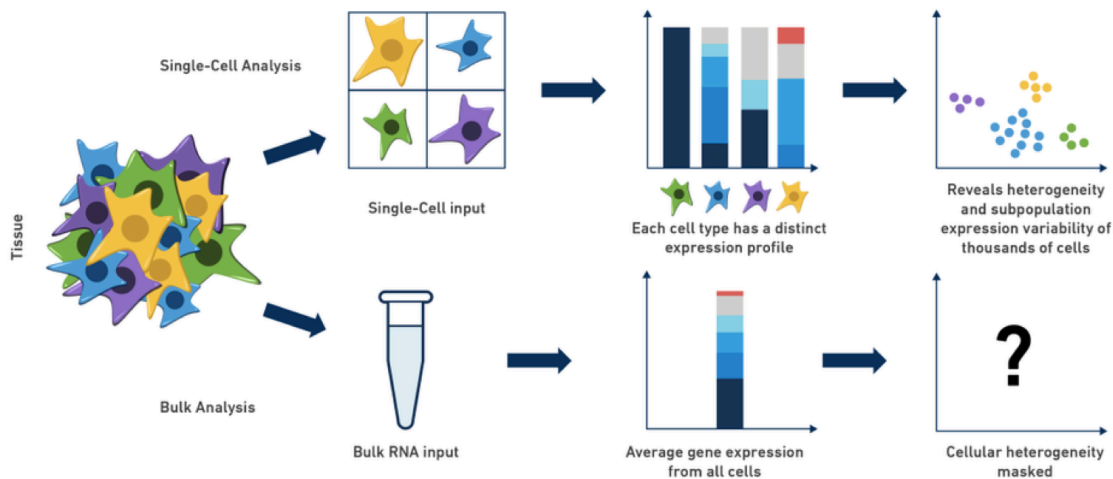 Single-Cell Analysis
Single-Cell input
Each cell type has a distinct
expression profile
Reveals heterogeneity
and subpopulation
expression variability of
thousands of cells
Tissue
Bulk Analysis
Bulk RNA input
Average gene expression
from all cells
?
Cellular heterogeneity
masked